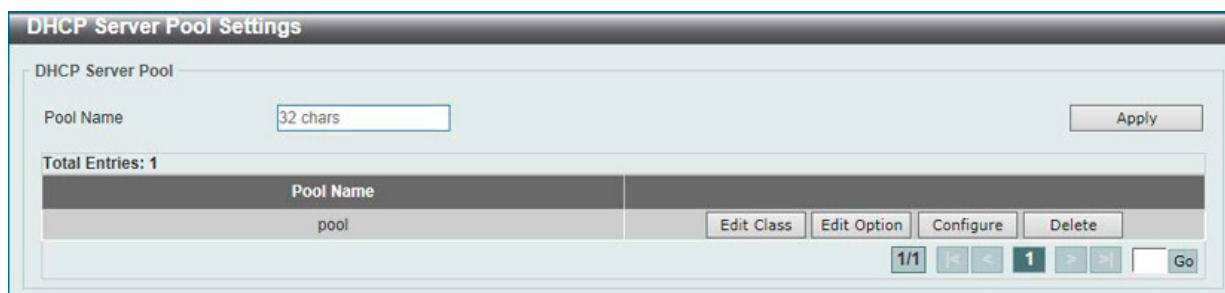 DHCP Server Pool Settings
DHCP Server Pool
Pool Name 32 chars Apply
Total Entries: 1
Pool Name
pool Edit Class Edit Option Configure Delete
1/1 |< < 1 > >| Go